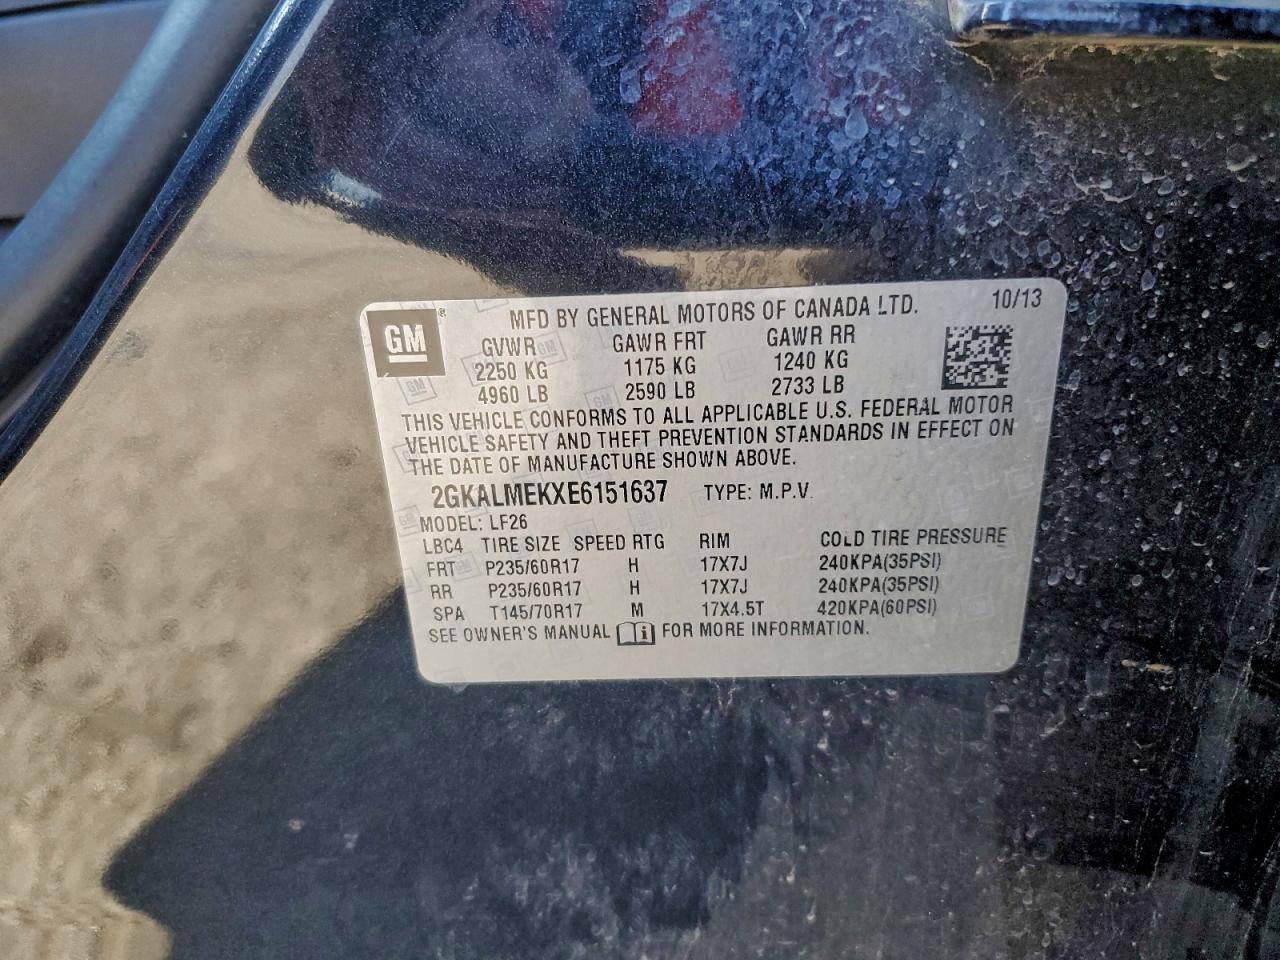 MFD BY GENERAL MOTORS OF CANADA LTD. 10/13
GM®
GVWR GAWR FRT GAWR RR
2250 KG 1175 KG 1240 KG
4960 LB 2590 LB 2733 LB
THIS VEHICLE CONFORMS TO ALL APPLICABLE U.S. FEDERAL MOTOR
VEHICLE SAFETY AND THEFT PREVENTION STANDARDS IN EFFECT ON
THE DATE OF MANUFACTURE SHOWN ABOVE.
2GKALMEKXE6151637 TYPE: M.P.V.
MODEL: LF26
LBC4 TIRE SIZE SPEED RTG RIM COLD TIRE PRESSURE
FRT P235/60R17 H 17X7J 240KPA(35PSI)
RR P235/60R17 H 17X7J 240KPA(35PSI)
SPA T145/70R17 M 17X4.5T 420KPA(60PSI)
SEE OWNER'S MANUAL FOR MORE INFORMATION.